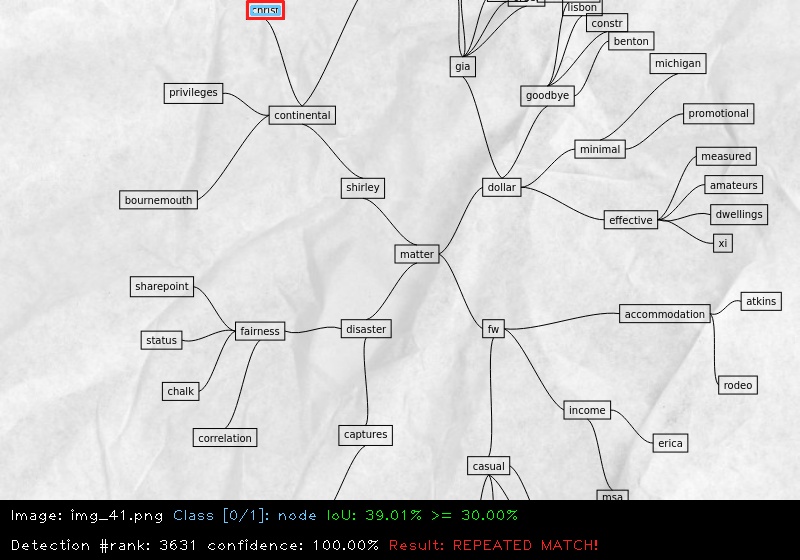 christ
lisbon
constr
benton
gia
michigan
privileges
goodbye
continental
promotional
minimal
measured
shirley
dollar
amateurs
bournemouth
dwellings
effective
xi
matter
sharepoint
atkins
accommodation
fairness
disaster
fw
status
rodeo
chalk
income
captures
correlation
erica
casual
msa
Image: img_41.png Class [0/1]: node IoU: 39.01% >= 30.00%
Detection #rank: 3631 confidence: 100.00% Result: REPEATED MATCH!